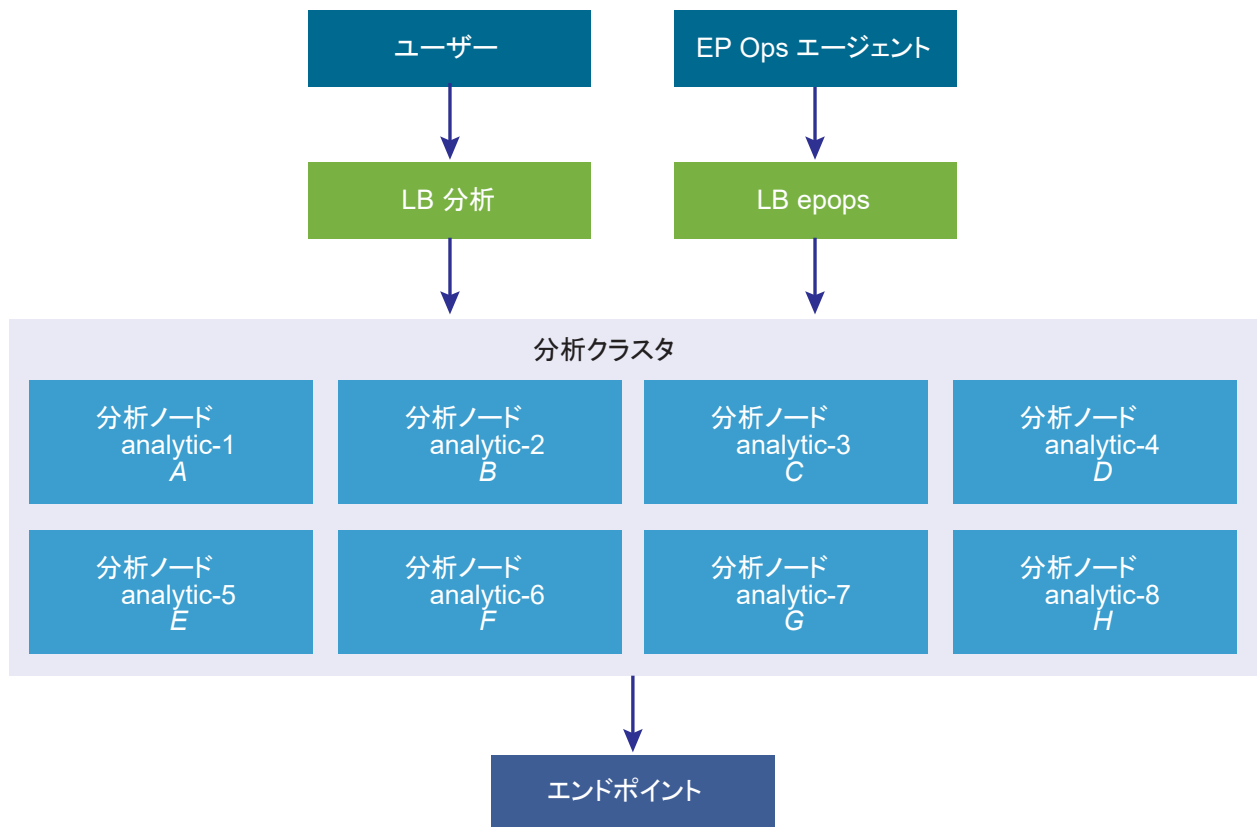 ユーザー
EP Ops エージェント
LB 分析
LB epops
分析クラスタ
分析ノード
analytic-1
A
分析ノード
analytic-2
B
分析ノード
analytic-3
C
分析ノード
analytic-4
D
分析ノード
analytic-5
E
分析ノード
analytic-6
F
分析ノード
analytic-7
G
分析ノード
analytic-8
H
エンドポイント